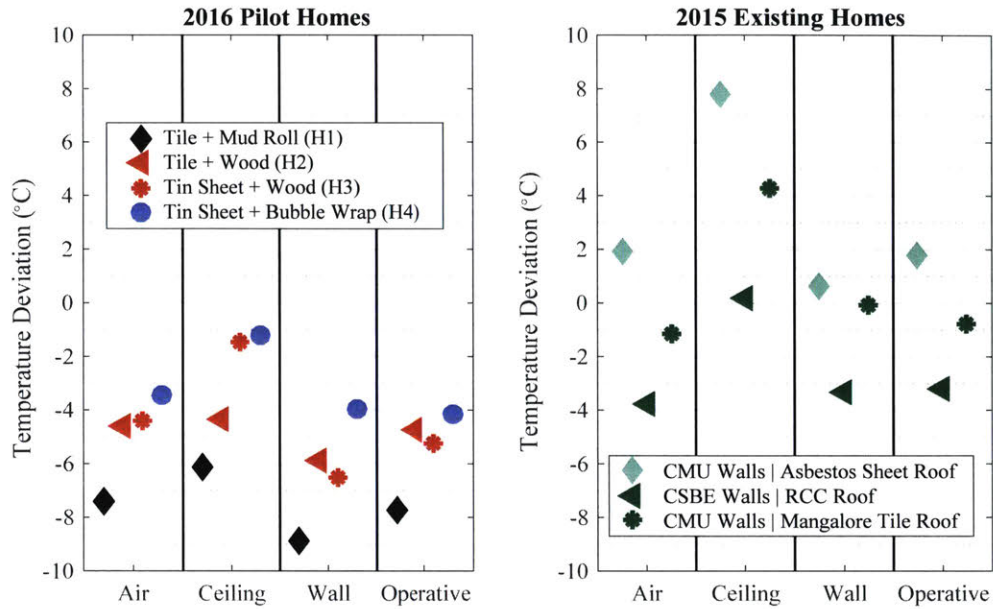 2016 Pilot Homes
Temperature Deviation (°C)
10
8
6
4
2
0
-2
-4
-6
-8
-10
Tile + Mud Roll (H1)
Tile + Wood (H2)
Tin Sheet + Wood (H3)
Tin Sheet + Bubble Wrap (H4)
Air Ceiling Wall Operative
2015 Existing Homes
Temperature Deviation (°C)
10
8
6
4
2
0
-2
-4
-6
-8
-10
CMU Walls | Asbestos Sheet Roof
CSBE Walls | RCC Roof
CMU Walls | Mangalore Tile Roof
Air Ceiling Wall Operative